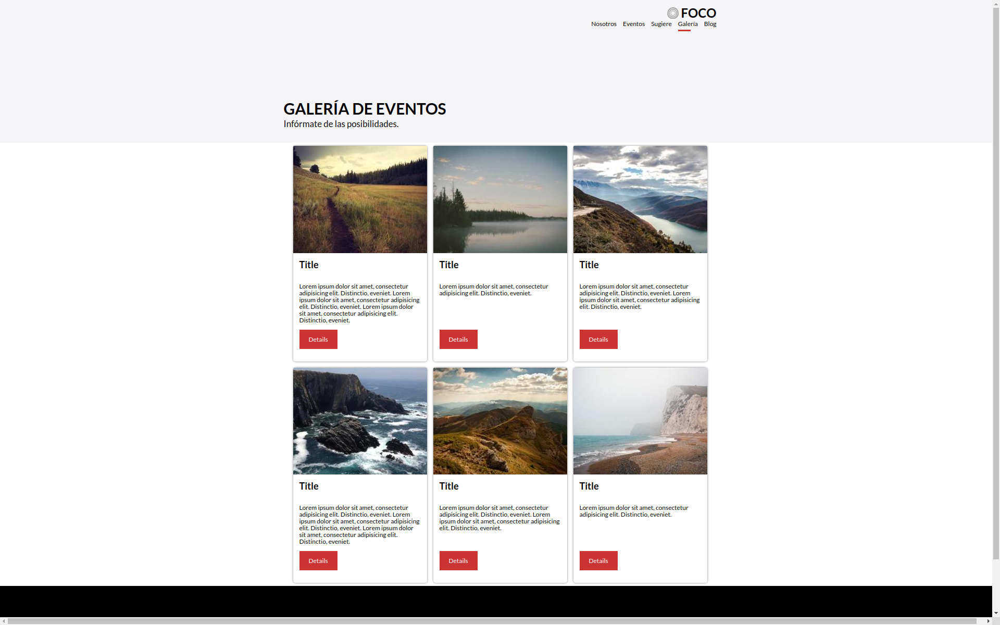 FOCO
Nosotros Eventos Sugiere Galería Blog
GALERÍA DE EVENTOS
Infórmate de las posibilidades.
Title
Lorem ipsum dolor sit amet, consectetur
adipisicing elit. Distinctio, eveniet. Lorem
ipsum dolor sit amet, consectetur adipisicing
elit. Distinctio, eveniet. Lorem ipsum dolor
sit amet, consectetur adipisicing elit.
Distinctio, eveniet.
Details
Title
Lorem ipsum dolor sit amet, consectetur
adipisicing elit. Distinctio, eveniet.
Details
Title
Lorem ipsum dolor sit amet, consectetur
adipisicing elit. Distinctio, eveniet. Lorem
ipsum dolor sit amet, consectetur adipisicing
elit. Distinctio, eveniet.
Details
Title
Lorem ipsum dolor sit amet, consectetur
adipisicing elit. Distinctio, eveniet. Lorem
ipsum dolor sit amet, consectetur adipisicing
elit. Distinctio, eveniet. Lorem ipsum dolor
sit amet, consectetur adipisicing elit.
Distinctio, eveniet.
Details
Title
Lorem ipsum dolor sit amet, consectetur
adipisicing elit. Distinctio, eveniet. Lorem
ipsum dolor sit amet, consectetur adipisicing
elit. Distinctio, eveniet.
Details
Title
Lorem ipsum dolor sit amet, consectetur
adipisicing elit. Distinctio, eveniet.
Details